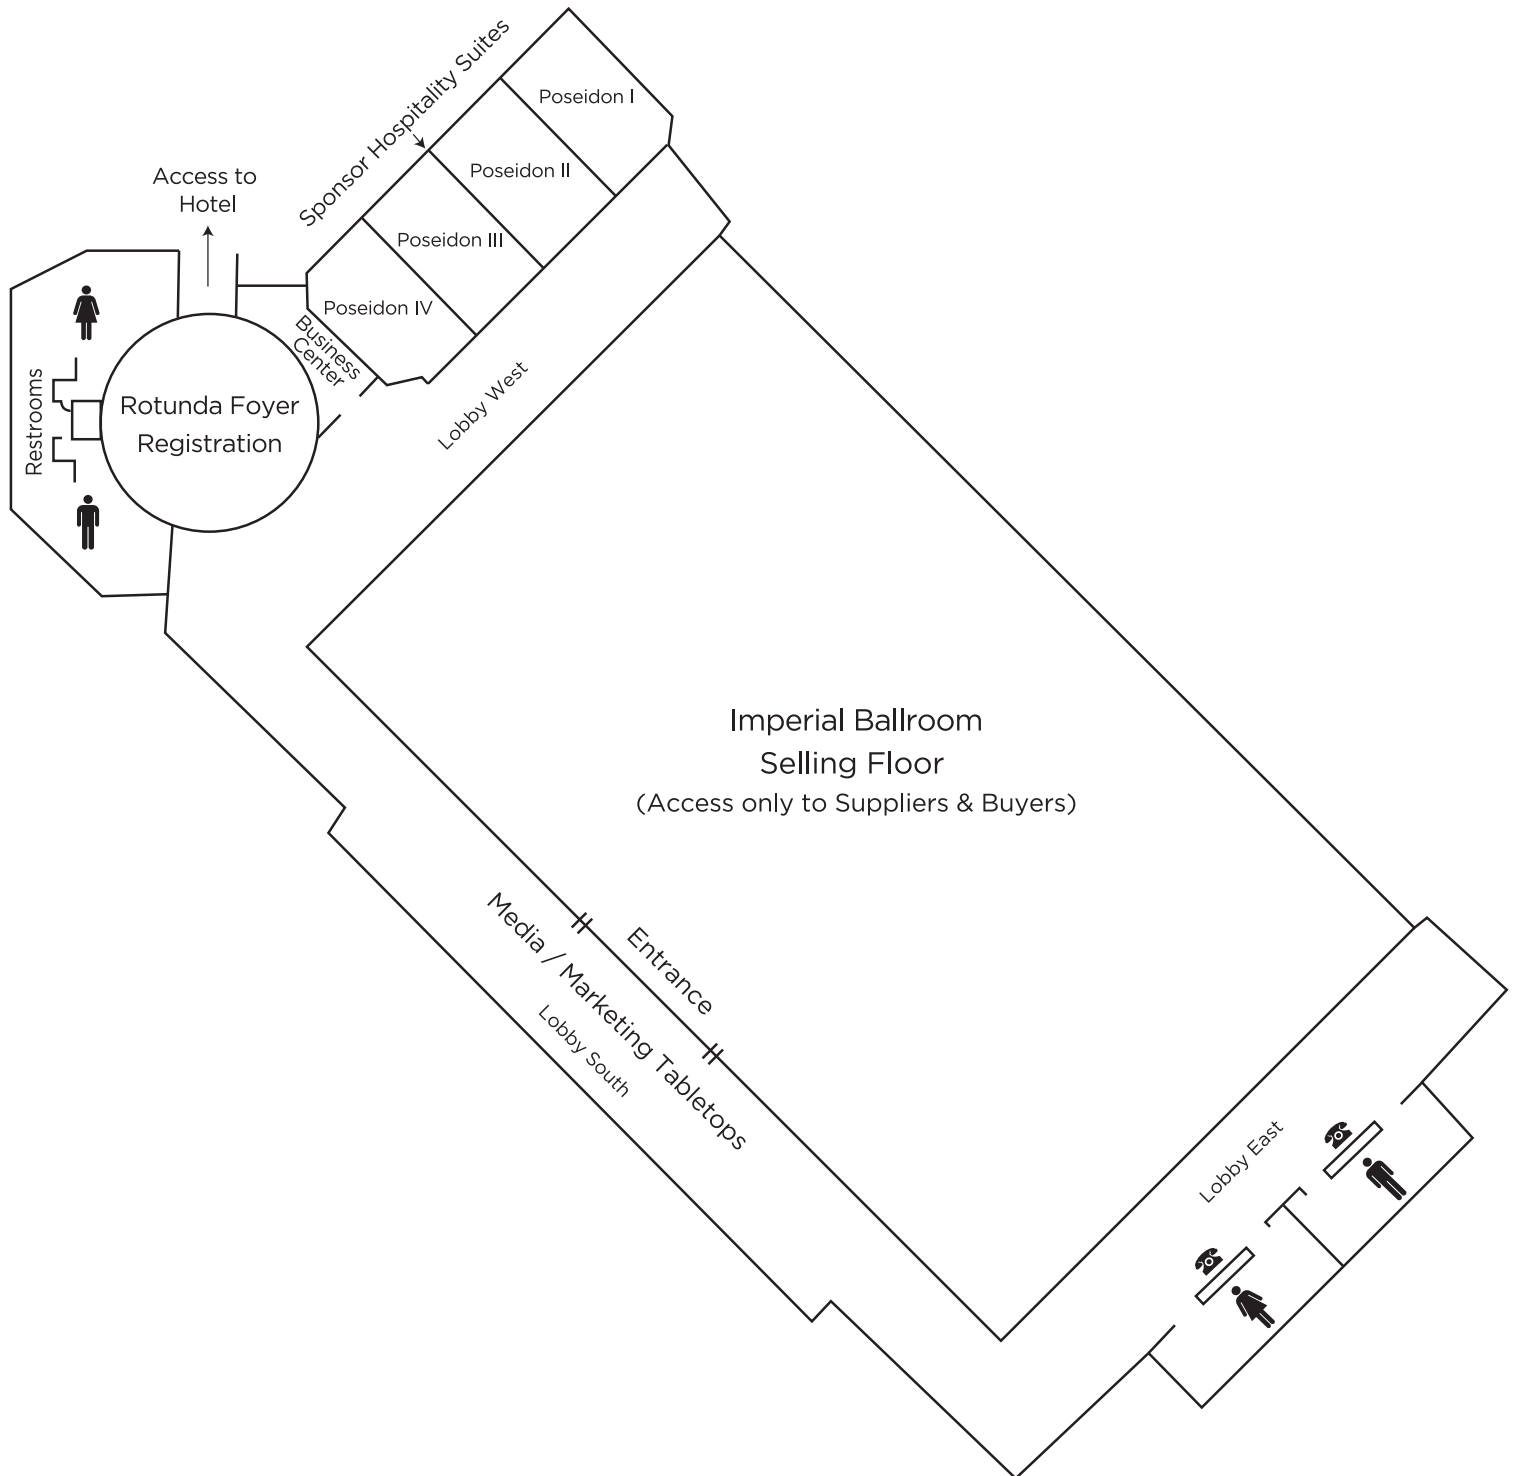 Sponsor Hospitality Suites
Poseidon I
Poseidon II
Poseidon III
Poseidon IV
Access to
Hotel
Business
Center
Restrooms
Rotunda Foyer
Registration
Lobby West
Imperial Ballroom
Selling Floor
(Access only to Suppliers & Buyers)
Entrance
Media / Marketing Tabletops
Lobby South
Lobby East